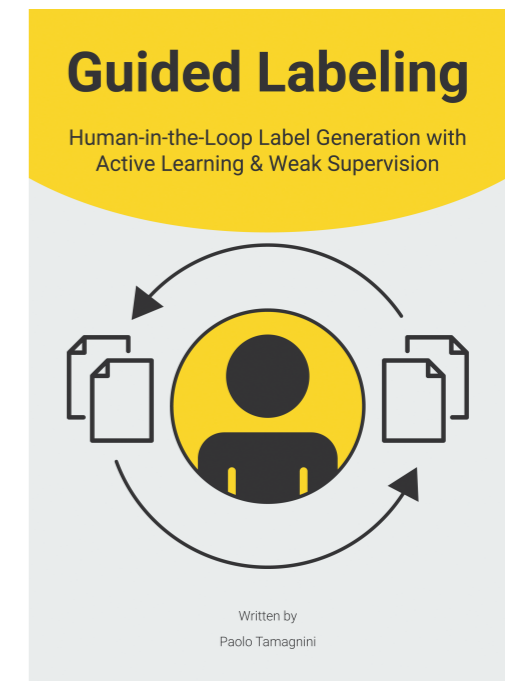 Guided Labeling
Human-in-the-Loop Label Generation with
Active Learning & Weak Supervision
Written by
Paolo Tamagnini